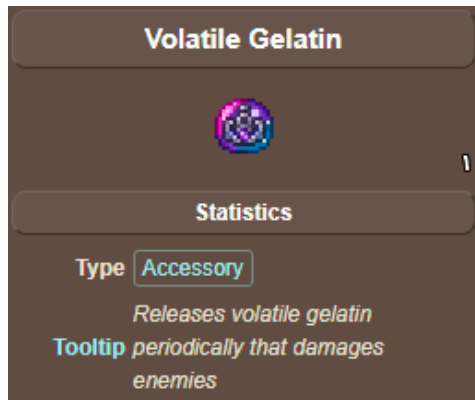 Volatile Gelatin
Statistics
Type Accessory
Releases volatile gelatin
Tooltip periodically that damages
enemies